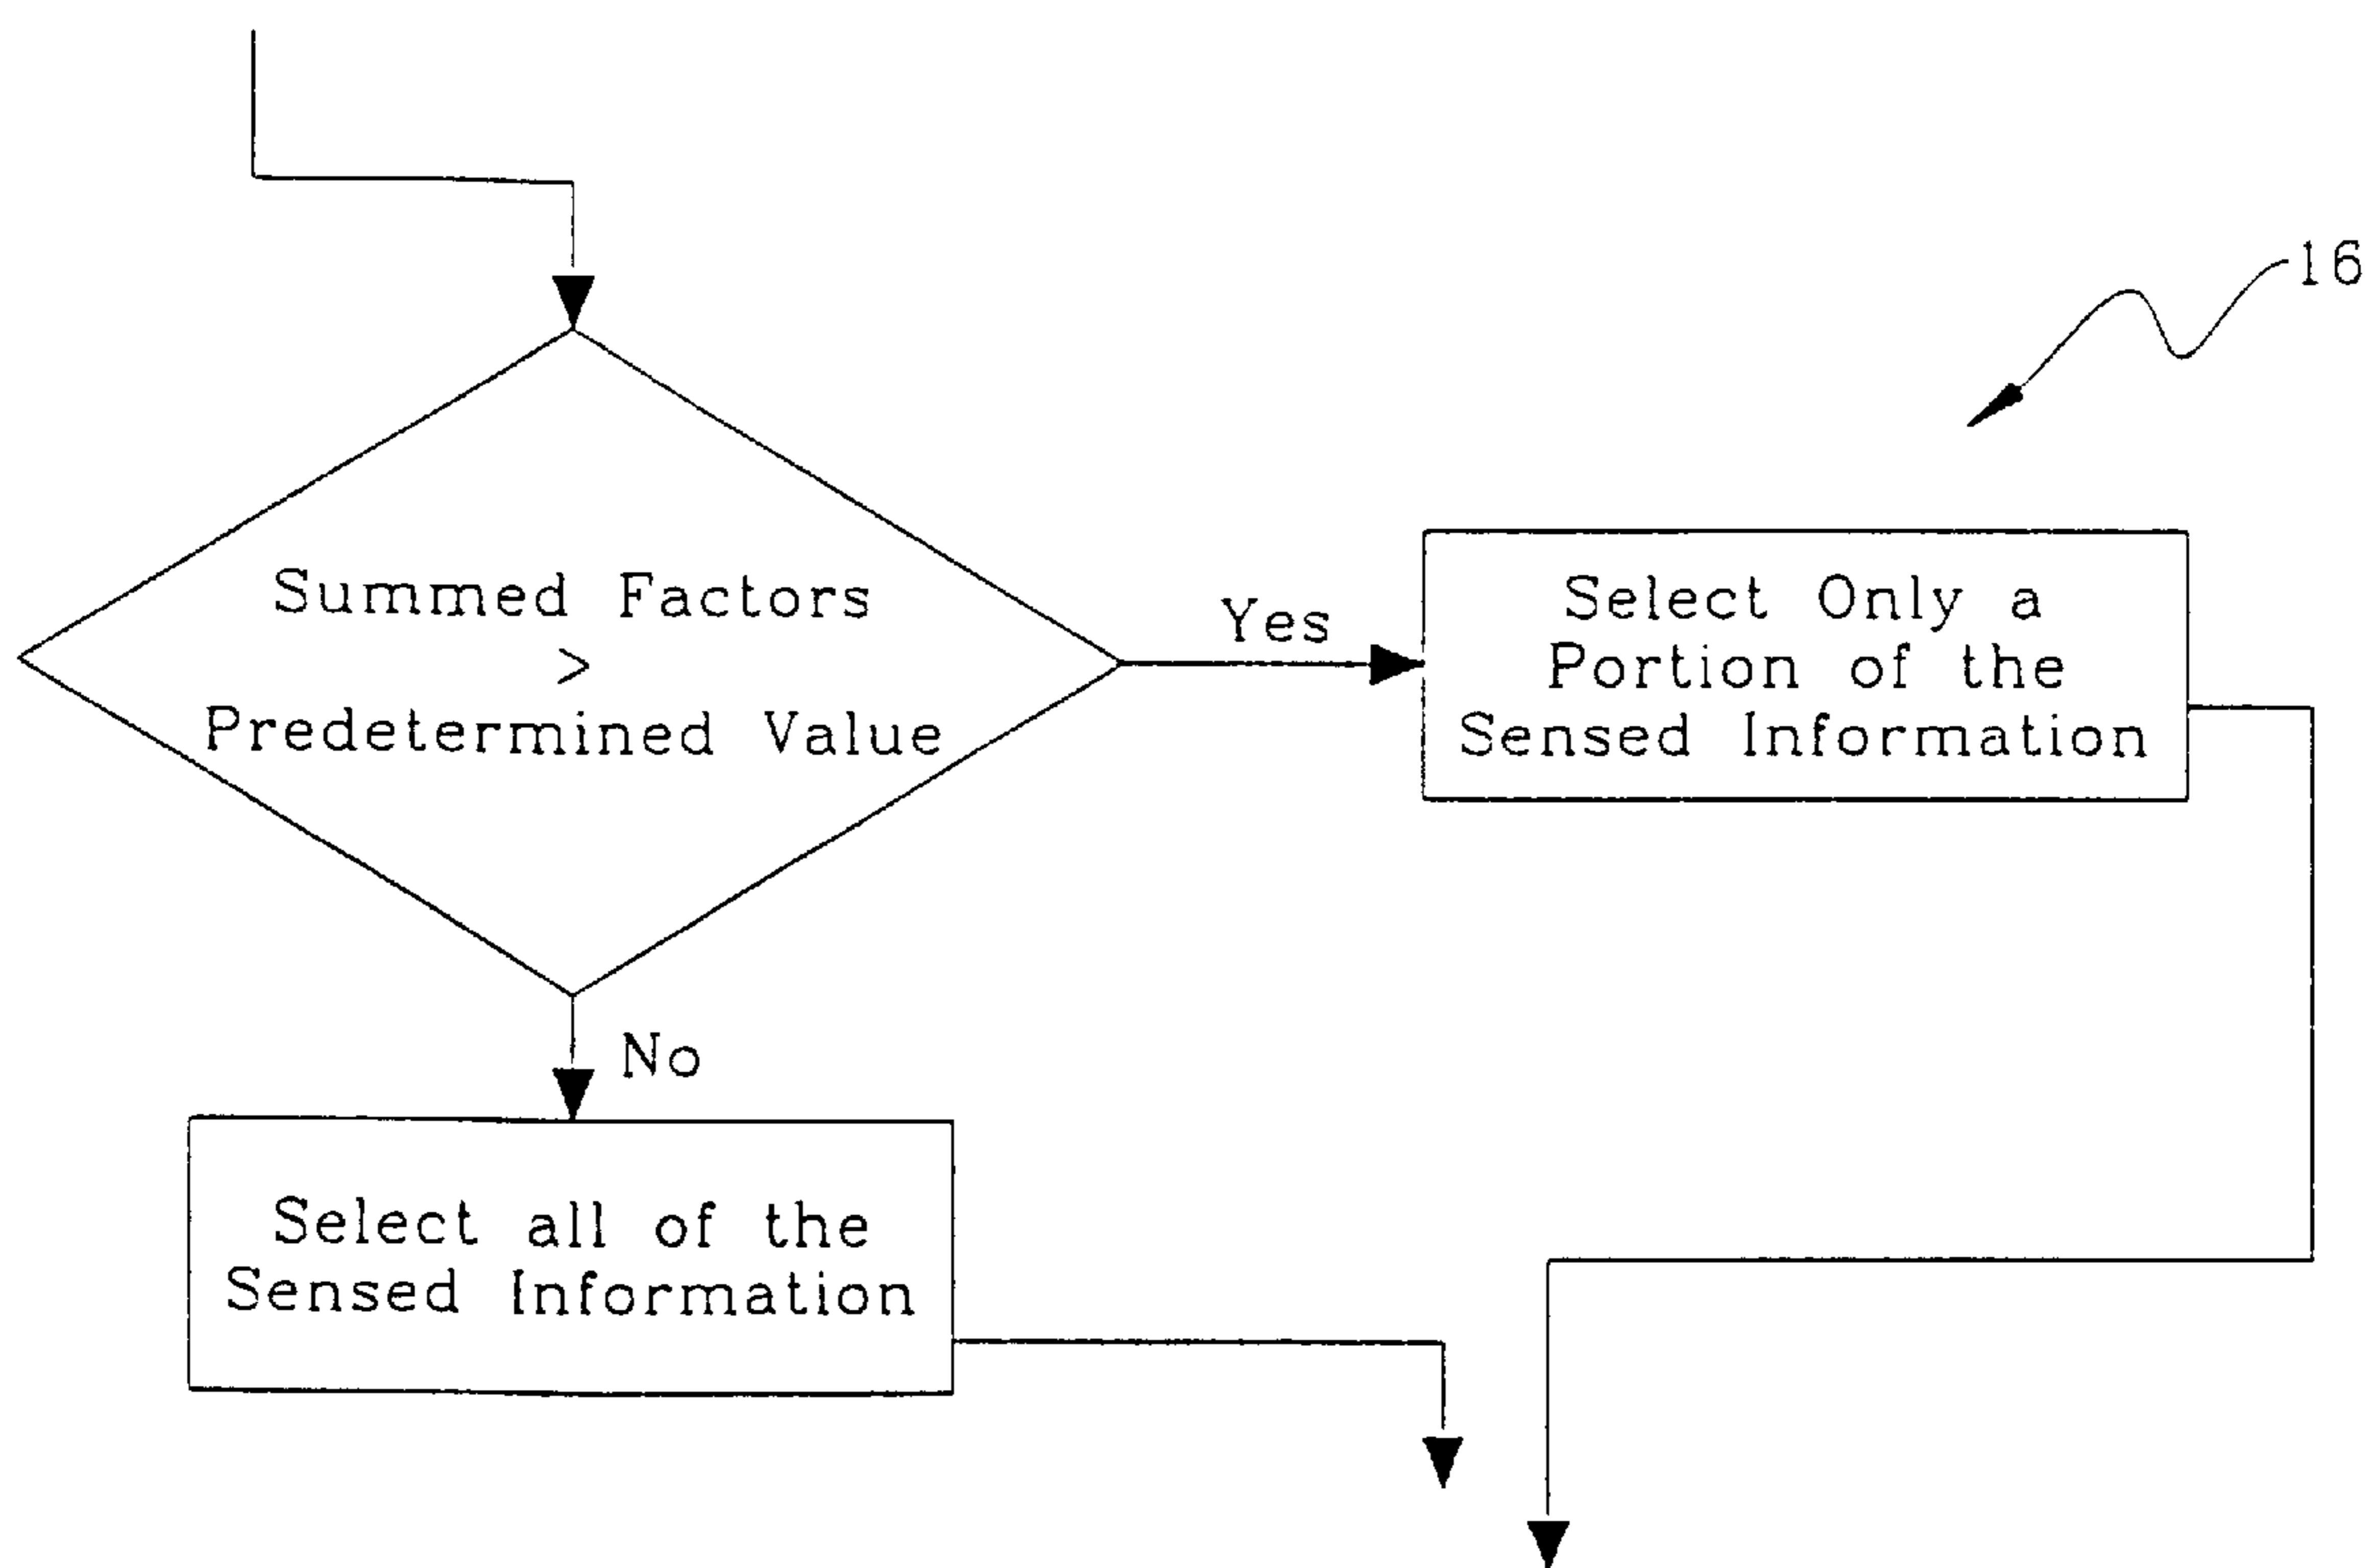 16
Summed Factors
>
Predetermined Value
Yes
Select Only a
Portion of the
Sensed Information
No
Select all of the
Sensed Information